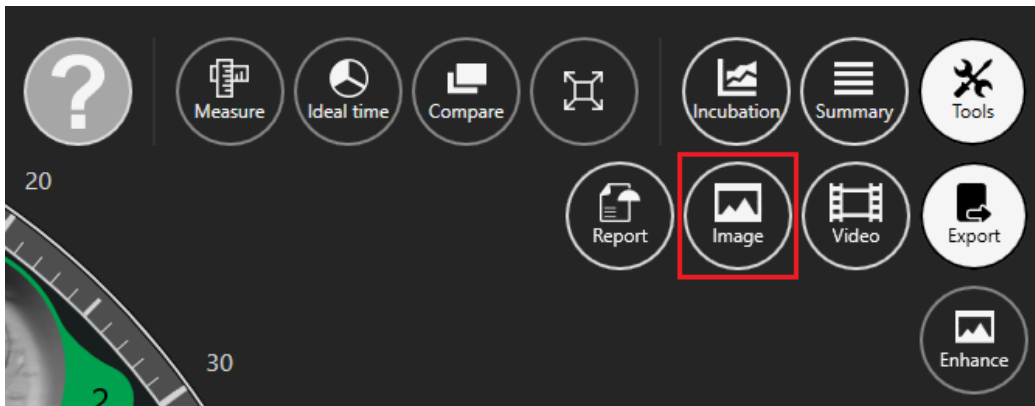 ?
Measure
Ideal time
Compare
Incubation
Summary
Tools
20
Report
Image
Video
Export
30
Enhance
2